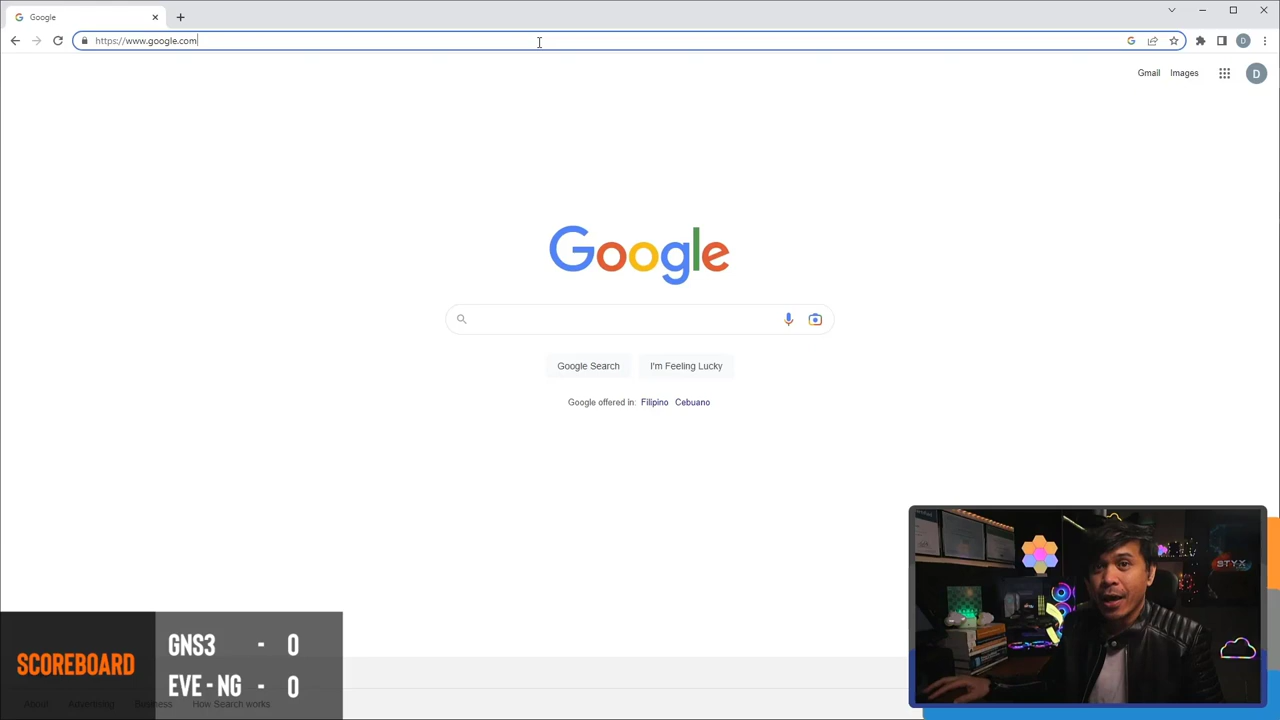 Google
https://www.google.com
G
D
Gmail Images
D
Google
Google Search I'm Feeling Lucky
Google offered in: Filipino Cebuano
STYX
SCOREBOARD
GNS3 - 0
EVE-NG - 0
About Advertising Business How Search works